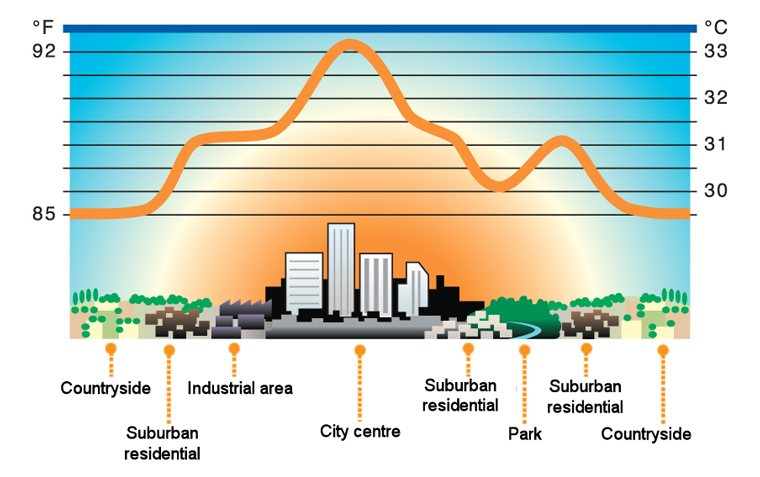 °F
°C
92
33
32
31
30
85
Countryside
Industrial area
Suburban
residential
Suburban
residential
Suburban
residential
City centre
Park
Countryside